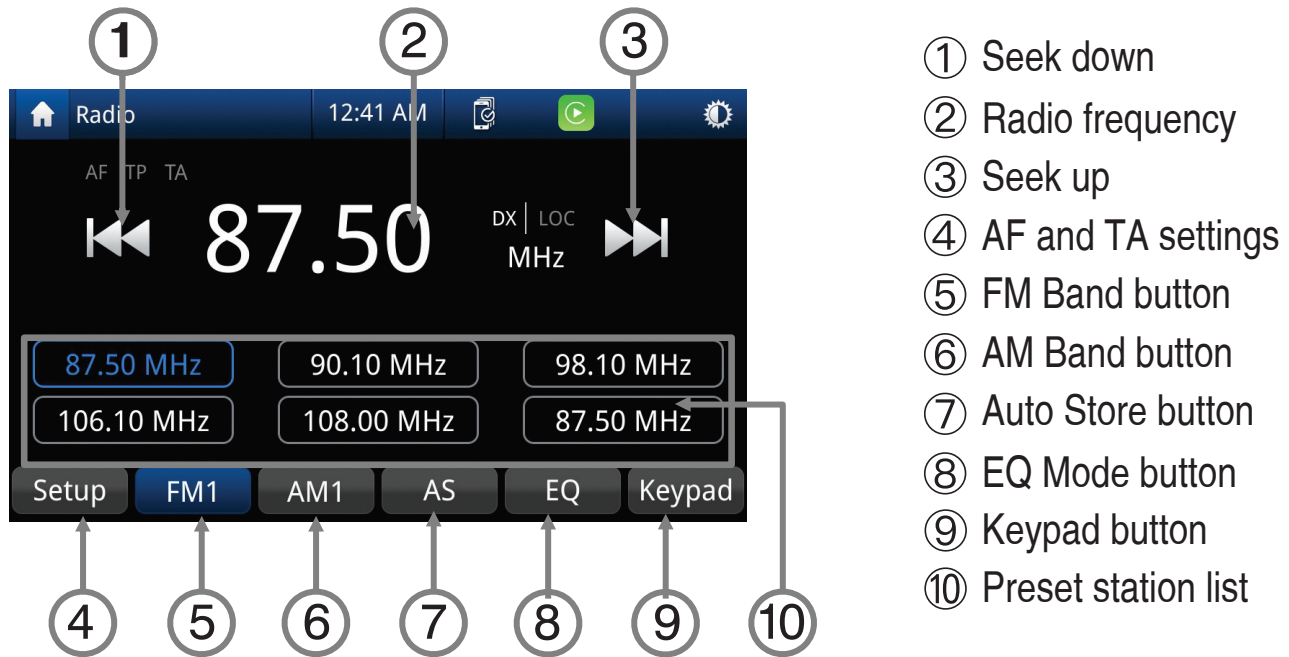 1 2 3
Radio 12:41 AM
AF TP TA
87.50 DX LOC
MHz
87.50 MHz 90.10 MHz 98.10 MHz
106.10 MHz 108.00 MHz 87.50 MHz
Setup FM1 AM1 AS EQ Keypad
4 5 6 7 8 9 10
① Seek down
② Radio frequency
③ Seek up
④ AF and TA settings
⑤ FM Band button
⑥ AM Band button
⑦ Auto Store button
⑧ EQ Mode button
⑨ Keypad button
⑩ Preset station list